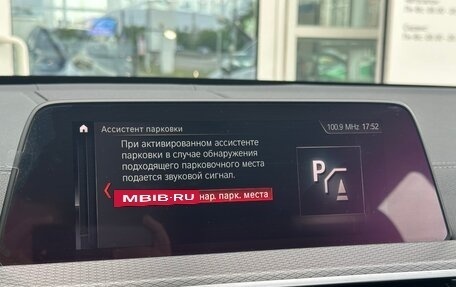 Ассистент парковки
100.9 MHz 17:52
При активированном ассистенте
парковки в случае обнаружения
подходящего парковочного места
подается звуковой сигнал.
MBIB·RU нар. парк. места
P